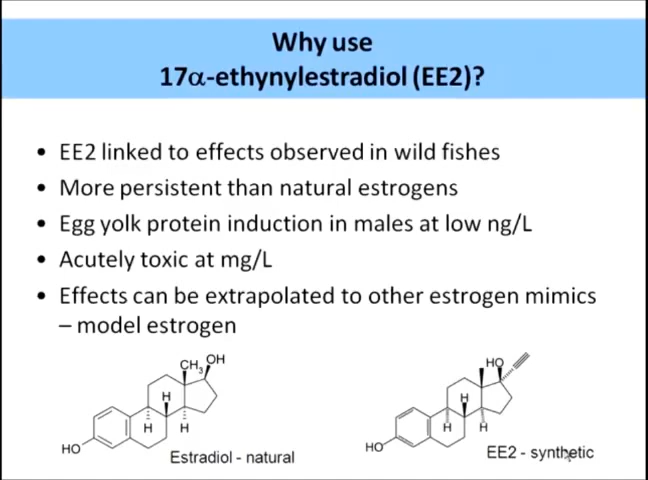 Why use
17α-ethynylestradiol (EE2)?
• EE2 linked to effects observed in wild fishes
• More persistent than natural estrogens
• Egg yolk protein induction in males at low ng/L
• Acutely toxic at mg/L
• Effects can be extrapolated to other estrogen mimics
– model estrogen
CH3 OH
H
H H
HO
Estradiol - natural
HO
H
H H
HO
EE2 - synthetic